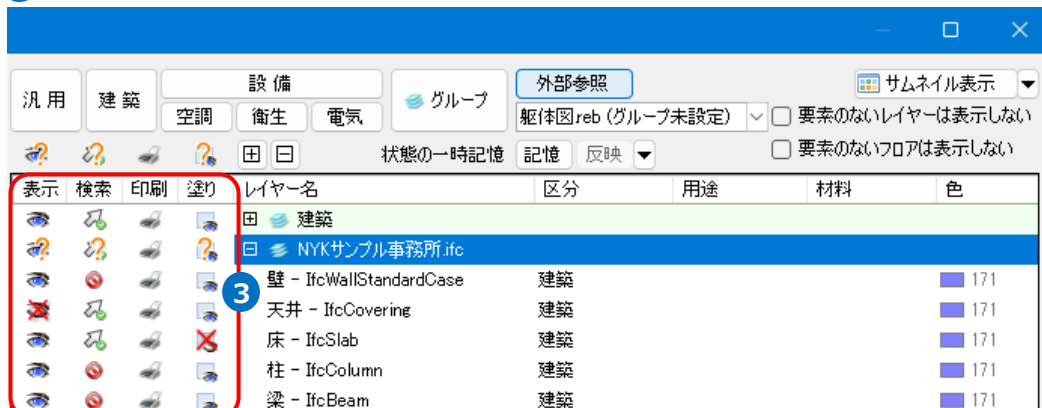 汎用 建築 設備 グループ 外部参照 サムネイル表示
空調 衛生 電気 躯体図.reb (グループ未設定) 要素のないレイヤーは表示しない
状態の一時記憶 記憶 反映 要素のないフロアは表示しない
表示 検索 印刷 塗り レイヤー名 区分 用途 材料 色
建築
NYKサンプル事務所.ifc
3
壁 - IfcWallStandardCase 建築 171
天井 - IfcCovering 建築 171
床 - IfcSlab 建築 171
柱 - IfcColumn 建築 171
梁 - IfcBeam 建築 171